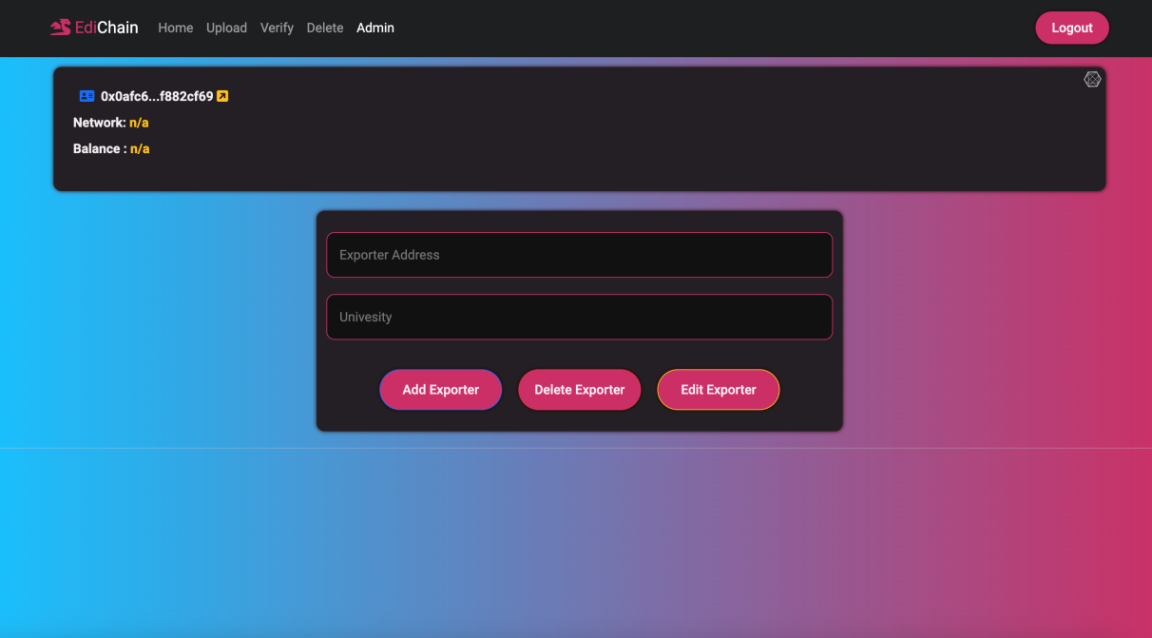 EdiChain Home Upload Verify Delete Admin Logout
0x0afc6...f882cf69
Network: n/a
Balance : n/a
Exporter Address
Univesity
Add Exporter Delete Exporter Edit Exporter